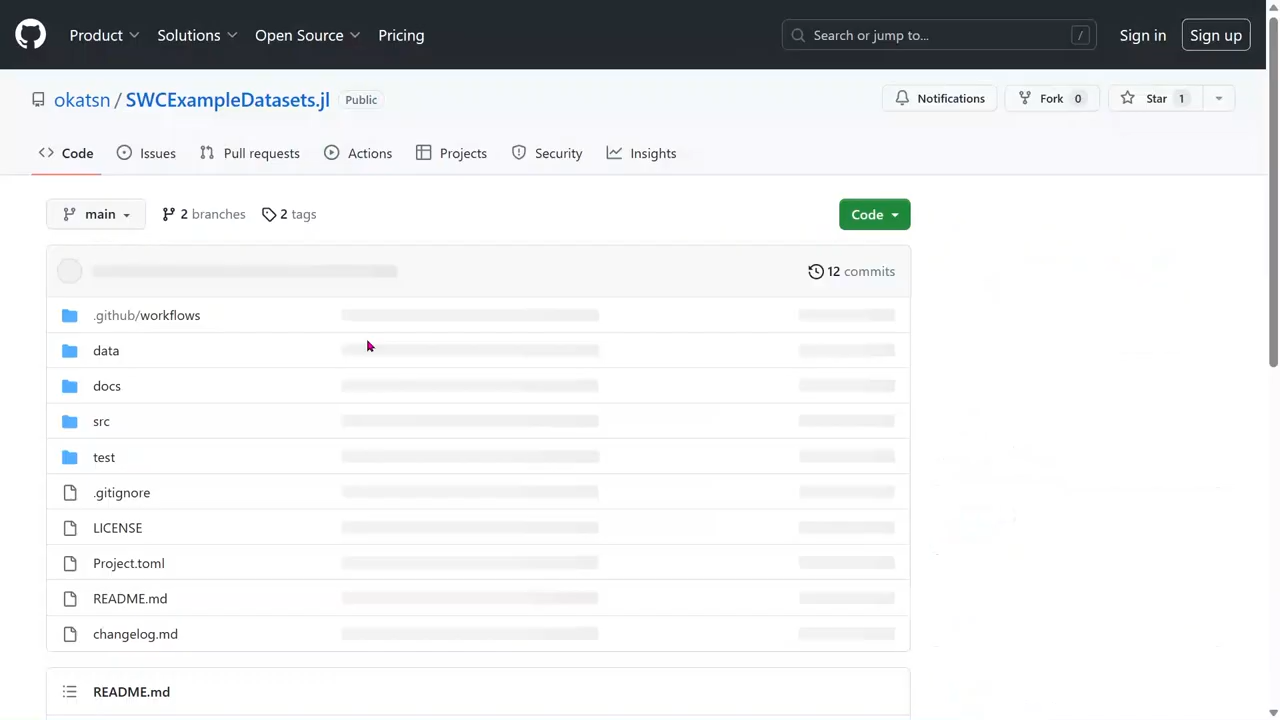 Product Solutions Open Source Pricing Search or jump to... / Sign in Sign up
okatsn / SWCExampleDatasets.jl Public Notifications Fork 0 Star 1
Code Issues Pull requests Actions Projects Security Insights
main 2 branches 2 tags Code
12 commits
.github/workflows
data
docs
src
test
.gitignore
LICENSE
Project.toml
README.md
changelog.md
README.md